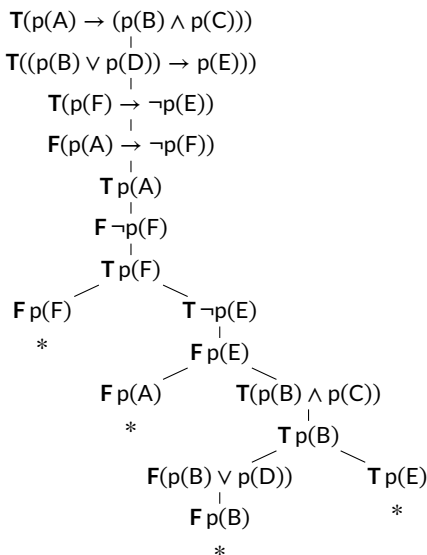 T(p(A) → (p(B) ∧ p(C)))
T((p(B) ∨ p(D)) → p(E)))
T(p(F) → ¬p(E))
F(p(A) → ¬p(F))
T p(A)
F ¬p(F)
T p(F)
F p(F) T ¬p(E)
* F p(E)
F p(A) T(p(B) ∧ p(C))
* T p(B)
F(p(B) ∨ p(D)) T p(E)
F p(B) *
*